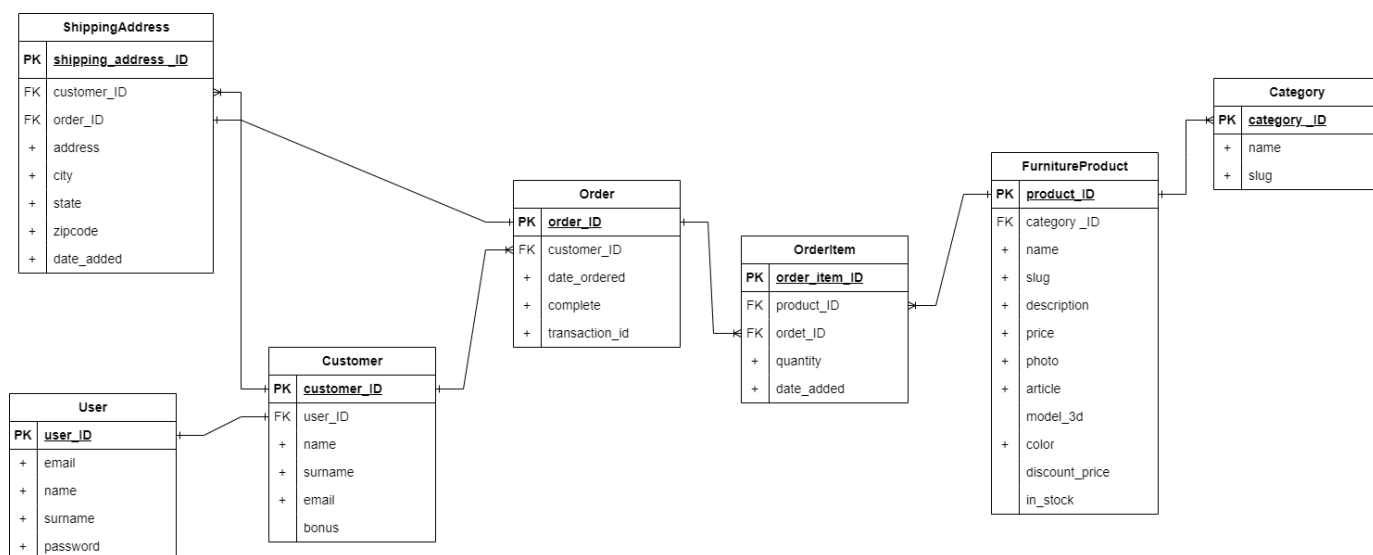 ShippingAddress
PK shipping_address _ID
FK customer_ID
FK order_ID
+ address
+ city
+ state
+ zipcode
+ date_added
User
PK user_ID
+ email
+ name
+ surname
+ password
Customer
PK customer_ID
FK user_ID
+ name
+ surname
+ email
bonus
Order
PK order_ID
FK customer_ID
+ date_ordered
+ complete
+ transaction_id
OrderItem
PK order_item_ID
FK product_ID
FK ordet_ID
+ quantity
+ date_added
FurnitureProduct
PK product_ID
FK category _ID
+ name
+ slug
+ description
+ price
+ photo
+ article
model_3d
+ color
discount_price
in_stock
Category
PK category _ID
+ name
+ slug